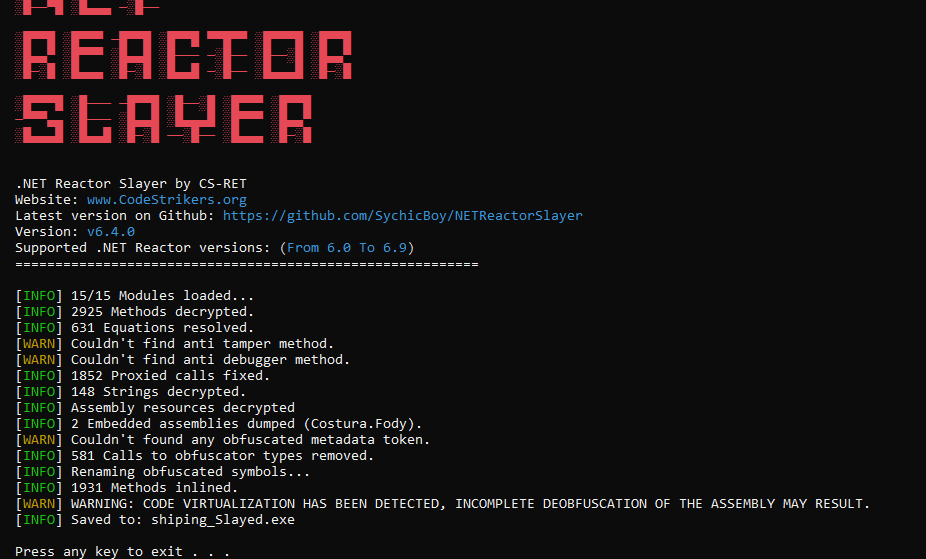 REACTOR
SLAYER
.NET Reactor Slayer by CS-RET
Website: www.CodeStrikers.org
Latest version on Github: https://github.com/SychicBoy/NETReactorSlayer
Version: v6.4.0
Supported .NET Reactor versions: (From 6.0 To 6.9)
==========================================================
[INFO] 15/15 Modules loaded...
[INFO] 2925 Methods decrypted.
[INFO] 631 Equations resolved.
[WARN] Couldn't find anti tamper method.
[WARN] Couldn't find anti debugger method.
[INFO] 1852 Proxied calls fixed.
[INFO] 148 Strings decrypted.
[INFO] Assembly resources decrypted
[INFO] 2 Embedded assemblies dumped (Costura.Fody).
[WARN] Couldn't found any obfuscated metadata token.
[INFO] 581 Calls to obfuscator types removed.
[INFO] Renaming obfuscated symbols...
[INFO] 1931 Methods inlined.
[WARN] WARNING: CODE VIRTUALIZATION HAS BEEN DETECTED, INCOMPLETE DEOBFUSCATION OF THE ASSEMBLY MAY RESULT.
[INFO] Saved to: shiping_Slayed.exe
Press any key to exit . . .